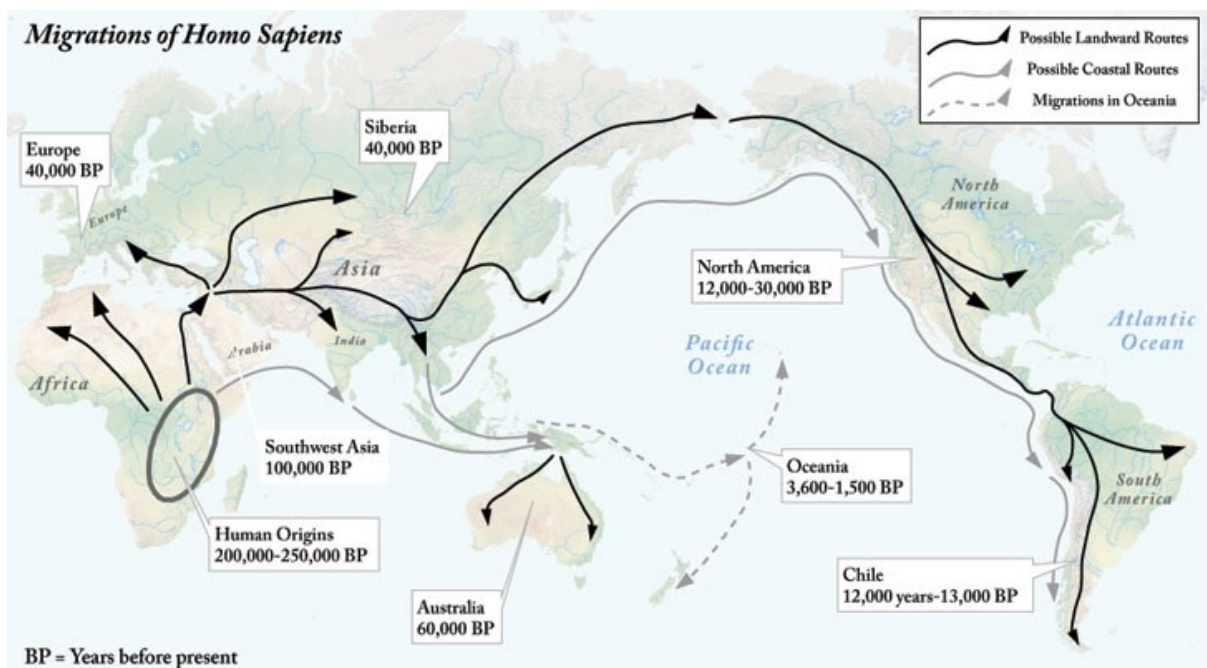 Migrations of Homo Sapiens
Possible Landward Routes
Possible Coastal Routes
Migrations in Oceania
Europe
40,000 BP
Siberia
40,000 BP
Europe
Asia
North
America
North America
12,000-30,000 BP
Atlantic
Ocean
Pacific
Ocean
India
Arabia
Africa
Southwest Asia
100,000 BP
Oceania
3,600-1,500 BP
South
America
Human Origins
200,000-250,000 BP
Chile
12,000 years-13,000 BP
Australia
60,000 BP
BP = Years before present